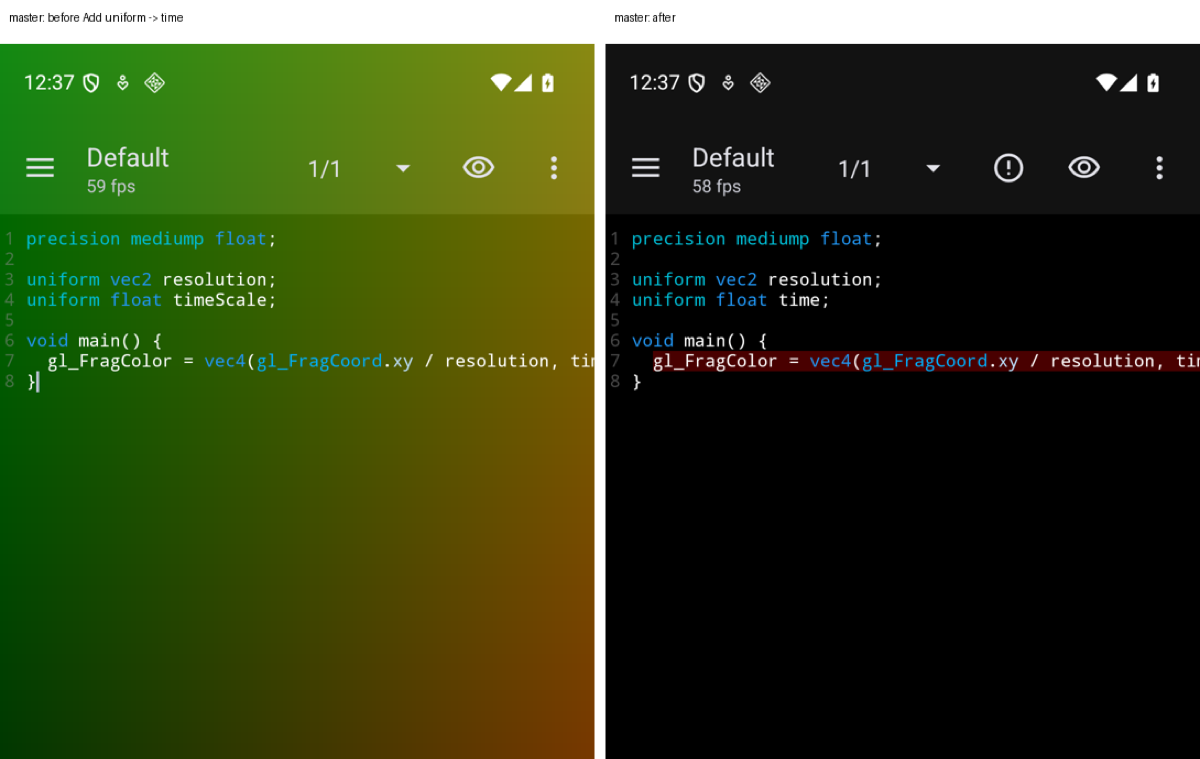 master: before Add uniform -> time
12:37
Default
59 fps
1/1
1 precision mediump float;
2
3 uniform vec2 resolution;
4 uniform float timeScale;
5
6 void main() {
7   gl_FragColor = vec4(gl_FragCoord.xy / resolution,
8 }
master: after
12:37
Default
58 fps
1/1
1 precision mediump float;
2
3 uniform vec2 resolution;
4 uniform float time;
5
6 void main() {
7   gl_FragColor = vec4(gl_FragCoord.xy / resolution,
8 }